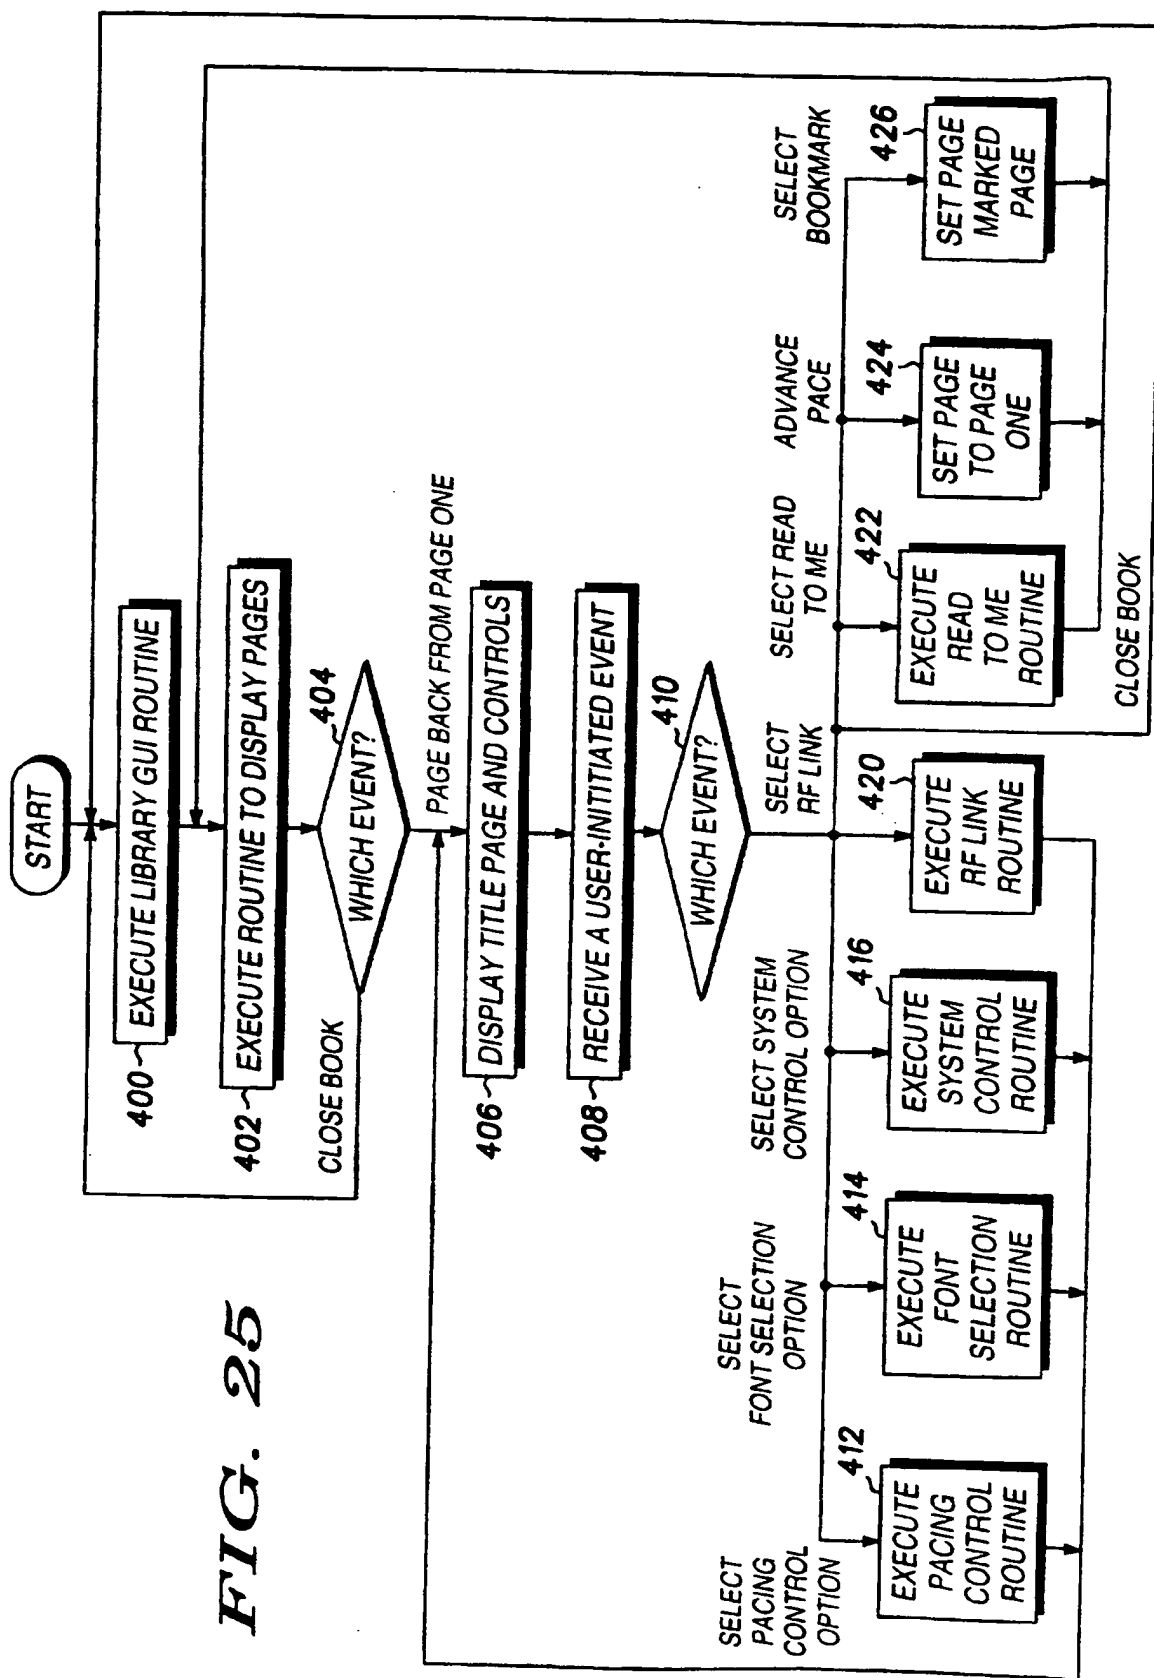 START
400
EXECUTE LIBRARY GUI ROUTINE
402
EXECUTE ROUTINE TO DISPLAY PAGES
404
WHICH EVENT?
CLOSE BOOK
PAGE BACK FROM PAGE ONE
406
DISPLAY TITLE PAGE AND CONTROLS
408
RECEIVE A USER-INITIATED EVENT
410
WHICH EVENT?
SELECT
PACING
CONTROL
OPTION
412
EXECUTE
PACING
CONTROL
ROUTINE
SELECT
FONT SELECTION
OPTION
414
EXECUTE
FONT
SELECTION
ROUTINE
SELECT SYSTEM
CONTROL OPTION
416
EXECUTE
SYSTEM
CONTROL
ROUTINE
SELECT
RF LINK
420
EXECUTE
RF LINK
ROUTINE
SELECT READ
TO ME
422
EXECUTE
READ
TO ME
ROUTINE
ADVANCE
PACE
424
SET PAGE
TO PAGE
ONE
SELECT
BOOKMARK
426
SET PAGE
MARKED
PAGE
CLOSE BOOK
FIG. 25